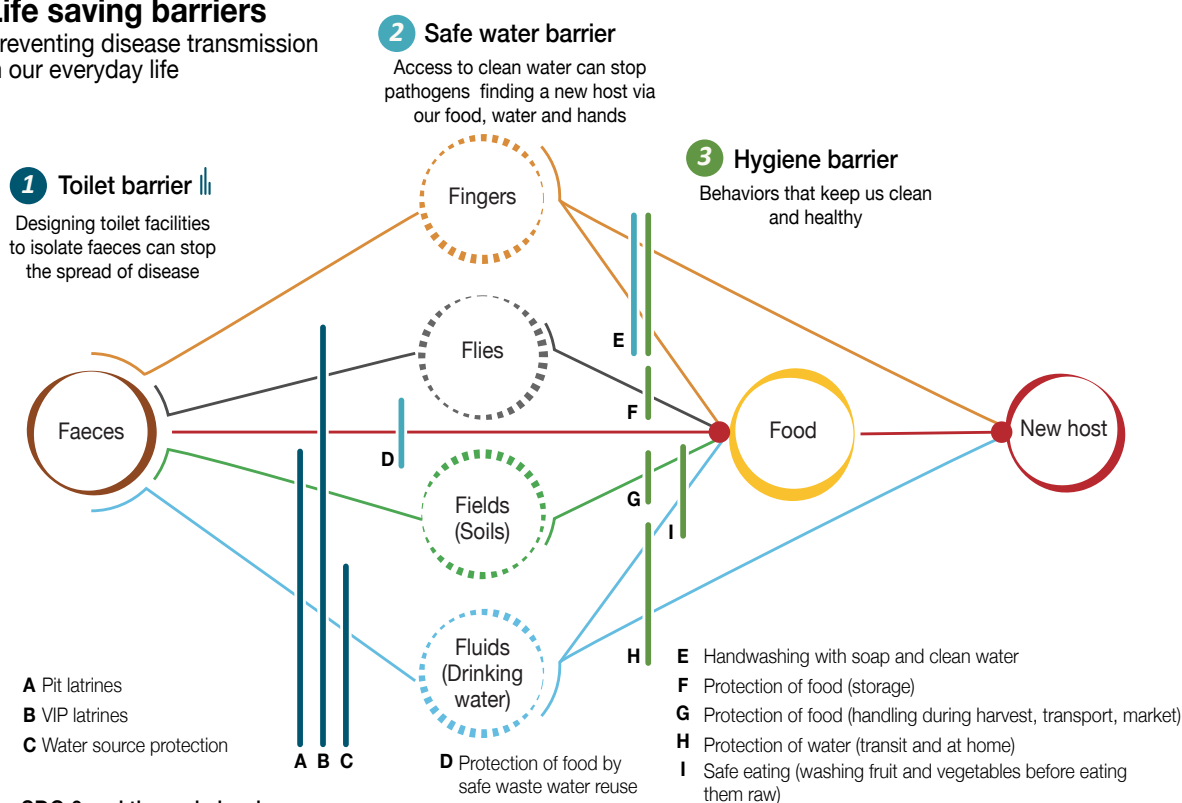 ife saving barriers
reventing disease transmission
our everyday life
2 Safe water barrier
Access to clean water can stop
pathogens finding a new host via
our food, water and hands
3 Hygiene barrier
Behaviors that keep us clean
and healthy
1 Toilet barrier
Designing toilet facilities
to isolate faeces can stop
the spread of disease
Fingers
Flies
Faeces
Food
New host
Fields
(Soils)
Fluids
(Drinking
water)
E
F
D
G
I
H
A B C
A Pit latrines
B VIP latrines
C Water source protection
D Protection of food by
safe waste water reuse
E Handwashing with soap and clean water
F Protection of food (storage)
G Protection of food (handling during harvest, transport, market)
H Protection of water (transit and at home)
I Safe eating (washing fruit and vegetables before eating
them raw)